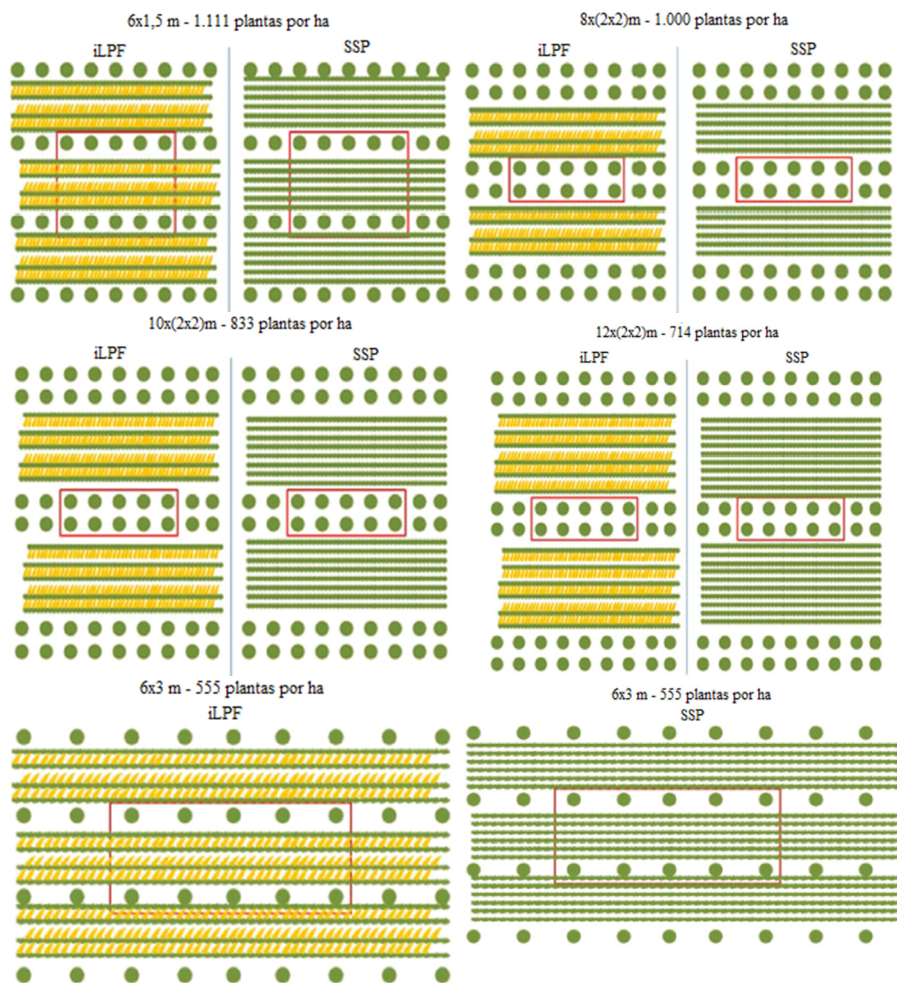 6x1,5 m - 1.111 plantas por ha
iLPF
SSP
8x(2x2)m - 1.000 plantas por ha
iLPF
SSP
10x(2x2)m - 833 plantas por ha
iLPF
SSP
12x(2x2)m - 714 plantas por ha
iLPF
SSP
6x3 m - 555 plantas por ha
iLPF
6x3 m - 555 plantas por ha
SSP